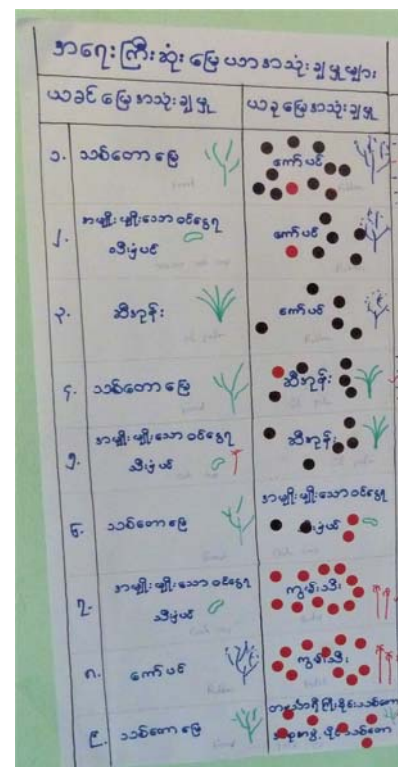 အရေးကြီးဆုံး မြေယာအသုံးချမှုများ
ယခင် မြေအသုံးချမှု
ယခု မြေအသုံးချမှု
၁. သစ်တောမြေ
ကော်ပင်
၂. အမျိုးမျိုးသော ဝင်ငွေရ
သီးနှံပင်
ကော်ပင်
၃. ဆီအုန်း
ကော်ပင်
၄. သစ်တောမြေ
ဆီအုန်း
၅. အမျိုးမျိုးသော ဝင်ငွေရ
သီးနှံပင်
ဆီအုန်း
၆. သစ်တောမြေ
အမျိုးမျိုးသော ဝင်ငွေရ
သီးနှံပင်
၇. အမျိုးမျိုးသော ဝင်ငွေရ
သီးနှံပင်
ကွမ်းသီး
၈. ကော်ပင်
ကွမ်းသီး
၉. သစ်တောမြေ